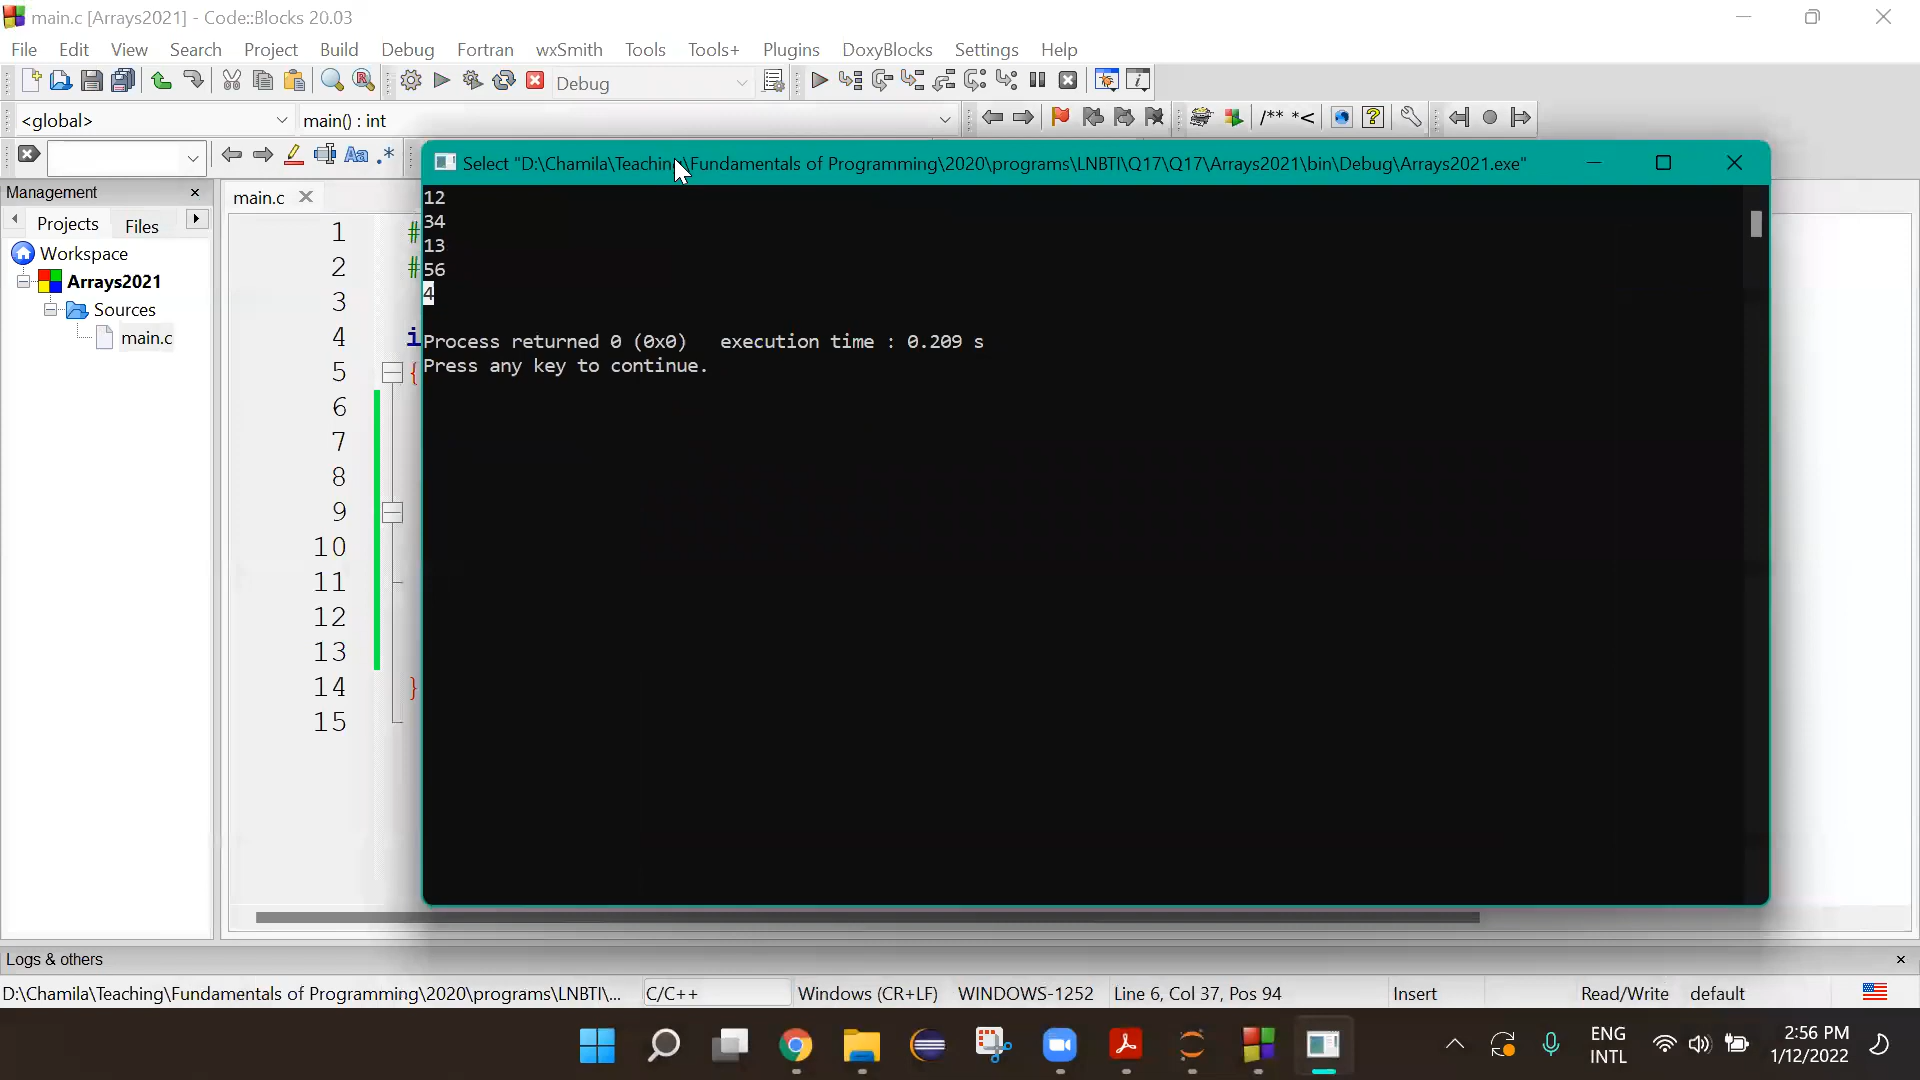 main.c [Arrays2021] - Code::Blocks 20.03
File Edit View Search Project Build Debug Fortran wxSmith Tools Tools+ Plugins DoxyBlocks Settings Help
Debug
<global> main() : int
/** *<
Aa .*
Management
Projects Files
Workspace
Arrays2021
Sources
main.c
main.c
1 #
2 #
3
4 i
5 {
6
7
8
9
10
11
12
13
14 }
15
Select "D:\Chamila\Teaching\Fundamentals of Programming\2020\programs\LNBTI\Q17\Q17\Arrays2021\bin\Debug\Arrays2021.exe"
12
34
13
56
4
Process returned 0 (0x0)   execution time : 0.209 s
Press any key to continue.
Logs & others
D:\Chamila\Teaching\Fundamentals of Programming\2020\programs\LNBTI\... C/C++ Windows (CR+LF) WINDOWS-1252 Line 6, Col 37, Pos 94 Insert Read/Write default
ENG
INTL
2:56 PM
1/12/2022